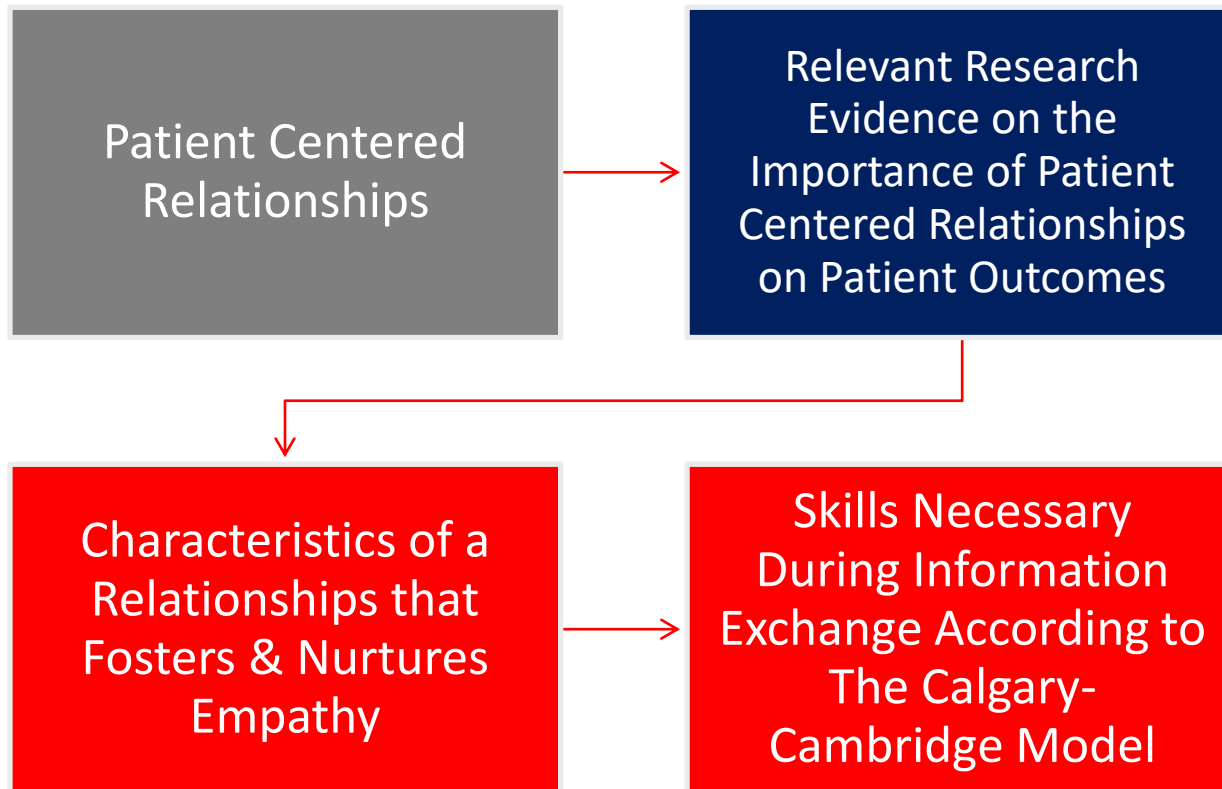 Patient Centered
Relationships
Relevant Research
Evidence on the
Importance of Patient
Centered Relationships
on Patient Outcomes
Characteristics of a
Relationships that
Fosters & Nurtures
Empathy
Skills Necessary
During Information
Exchange According to
The Calgary-
Cambridge Model